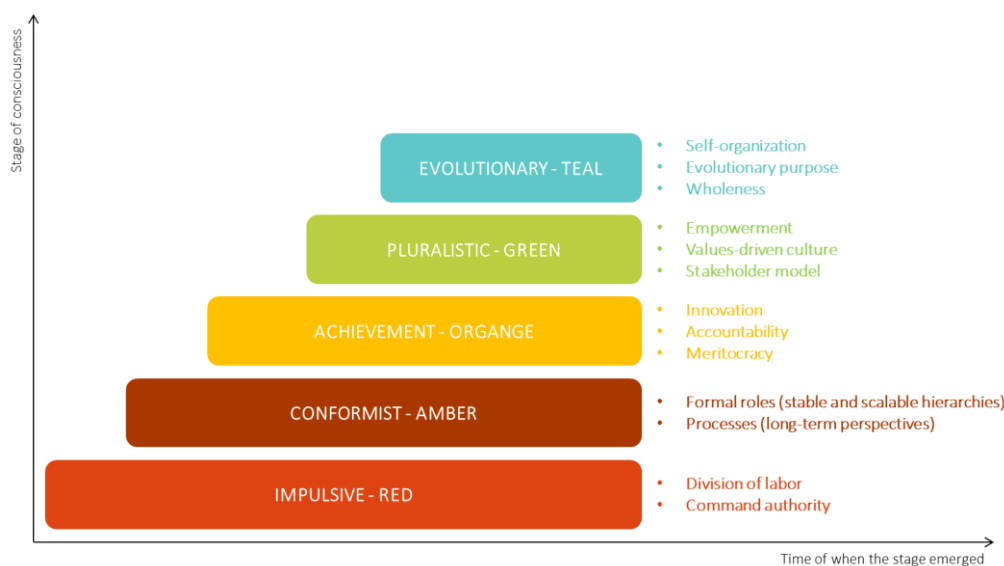 Stage of consciousness
EVOLUTIONARY - TEAL
• Self-organization
• Evolutionary purpose
• Wholeness
PLURALISTIC - GREEN
• Empowerment
• Values-driven culture
• Stakeholder model
ACHIEVEMENT - ORGANGE
• Innovation
• Accountability
• Meritocracy
CONFORMIST - AMBER
• Formal roles (stable and scalable hierarchies)
• Processes (long-term perspectives)
IMPULSIVE - RED
• Division of labor
• Command authority
Time of when the stage emerged